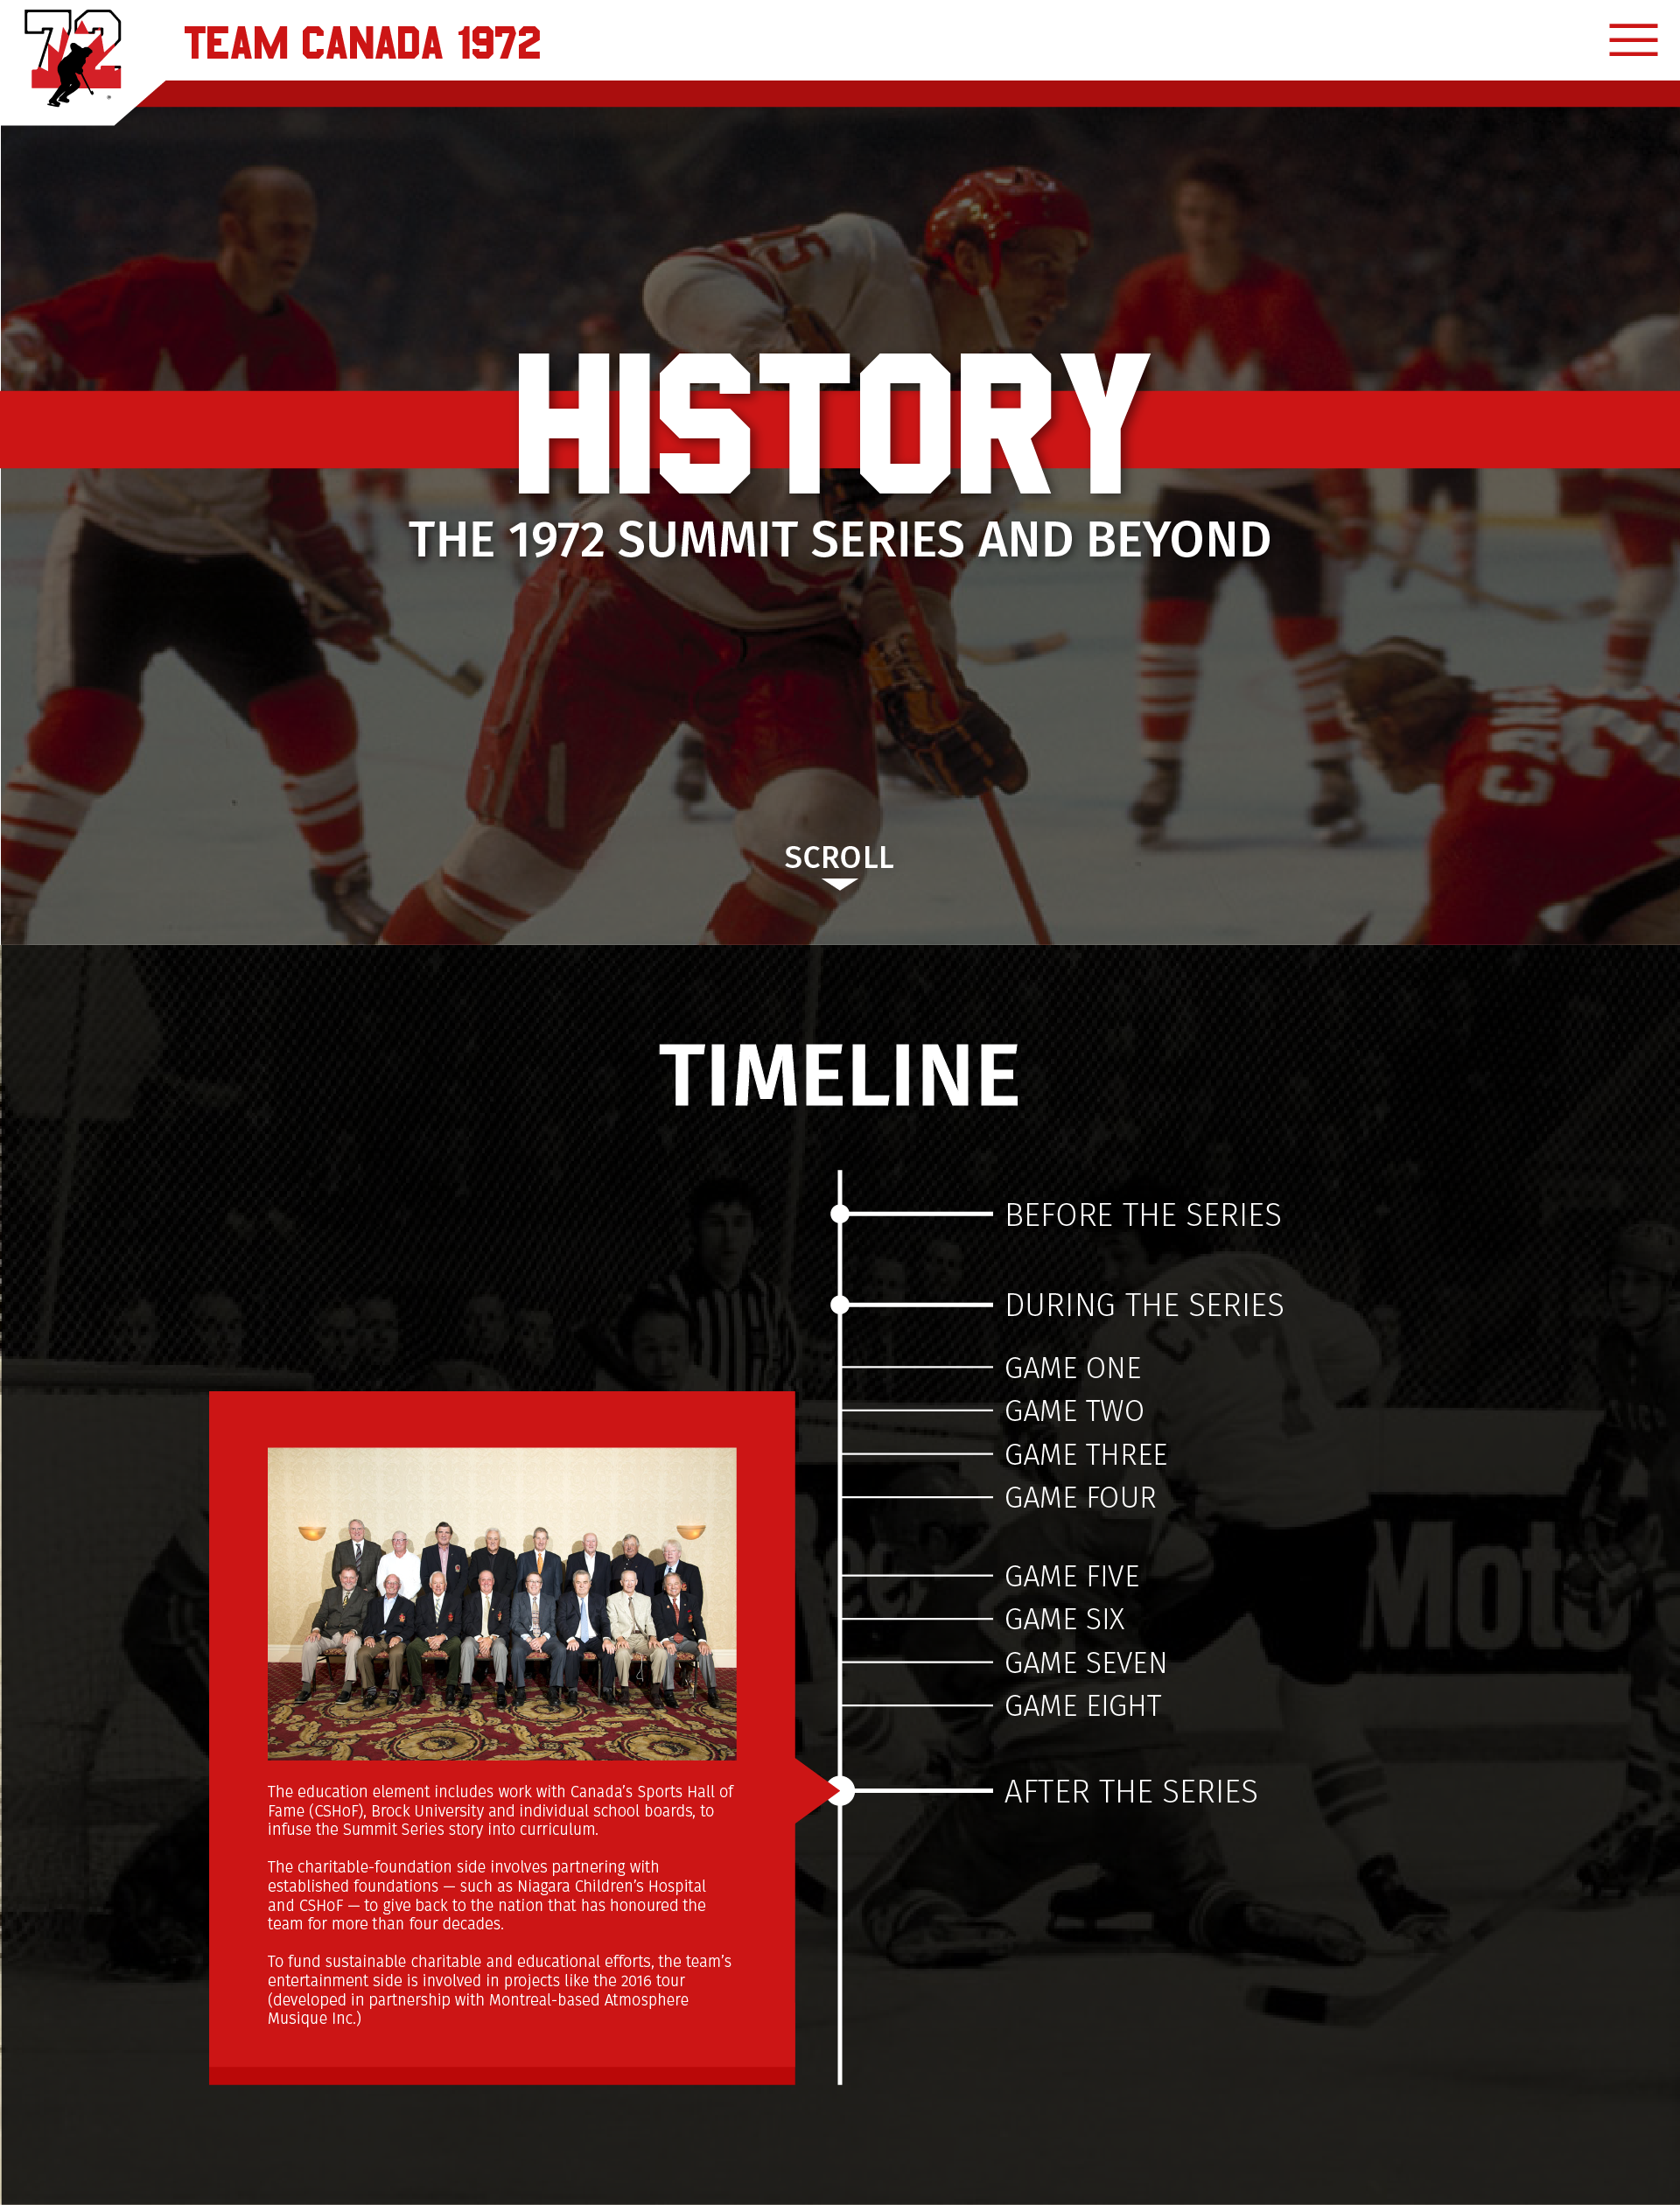 72
TEAM CANADA 1972
HISTORY
THE 1972 SUMMIT SERIES AND BEYOND
CANA
SCROLL
TIMELINE
BEFORE THE SERIES
DURING THE SERIES
GAME ONE
GAME TWO
GAME THREE
GAME FOUR
GAME FIVE
GAME SIX
GAME SEVEN
GAME EIGHT
AFTER THE SERIES
Moto
7
The education element includes work with Canada’s Sports Hall of
Fame (CSHoF), Brock University and individual school boards, to
infuse the Summit Series story into curriculum.
The charitable-foundation side involves partnering with
established foundations — such as Niagara Children’s Hospital
and CSHoF — to give back to the nation that has honoured the
team for more than four decades.
To fund sustainable charitable and educational efforts, the team’s
entertainment side is involved in projects like the 2016 tour
(developed in partnership with Montreal-based Atmosphere
Musique Inc.)